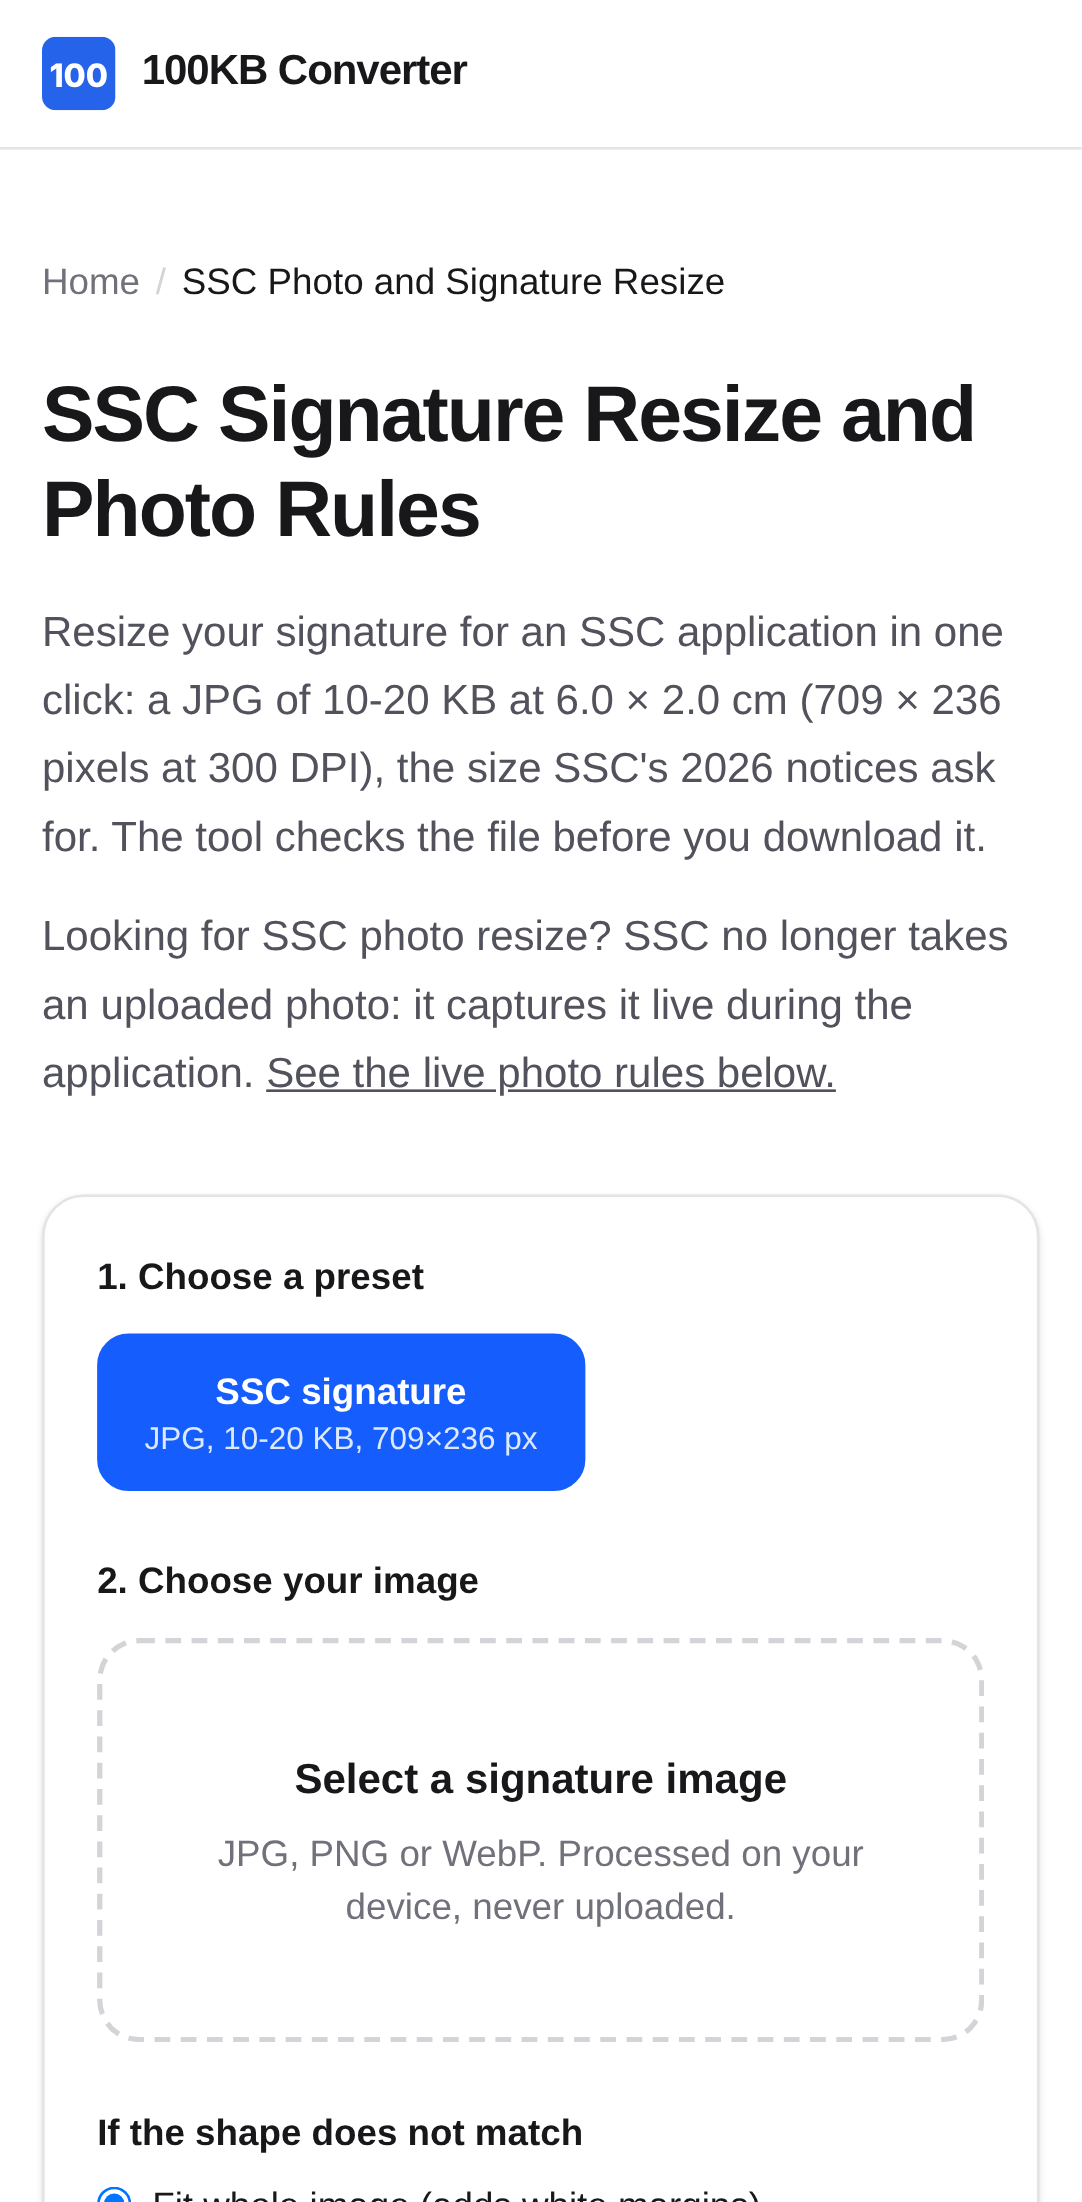 100
100KB Converter
Home / SSC Photo and Signature Resize
SSC Signature Resize and
Photo Rules
Resize your signature for an SSC application in one
click: a JPG of 10-20 KB at 6.0 × 2.0 cm (709 × 236
pixels at 300 DPI), the size SSC's 2026 notices ask
for. The tool checks the file before you download it.
Looking for SSC photo resize? SSC no longer takes
an uploaded photo: it captures it live during the
application. See the live photo rules below.
1. Choose a preset
SSC signature
JPG, 10-20 KB, 709×236 px
2. Choose your image
Select a signature image
JPG, PNG or WebP. Processed on your
device, never uploaded.
If the shape does not match
Fit whole image (adds white margins)